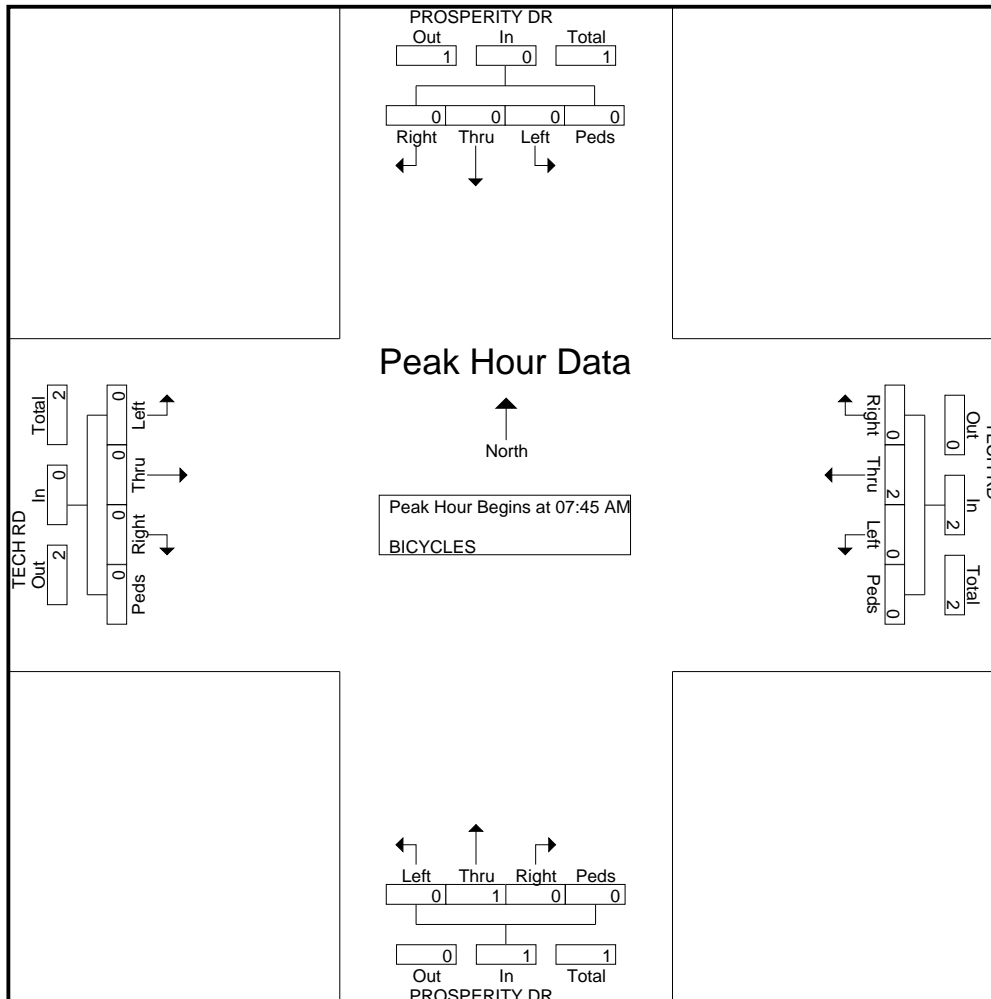 PROSPERITY DR
Out In Total
1 0 1
0 0 0 0
Right Thru Left Peds
Peak Hour Data
North
Peak Hour Begins at 07:45 AM
BICYCLES
TECH RD
Out In Total
2 0 2
0 0 0 0
Peds Right Thru Left
TECH RD
Out In Total
0 2 2
Right Thru Left Peds
0 2 0 0
Left Thru Right Peds
0 1 0 0
0 1 1
Out In Total
PROSPERITY DR